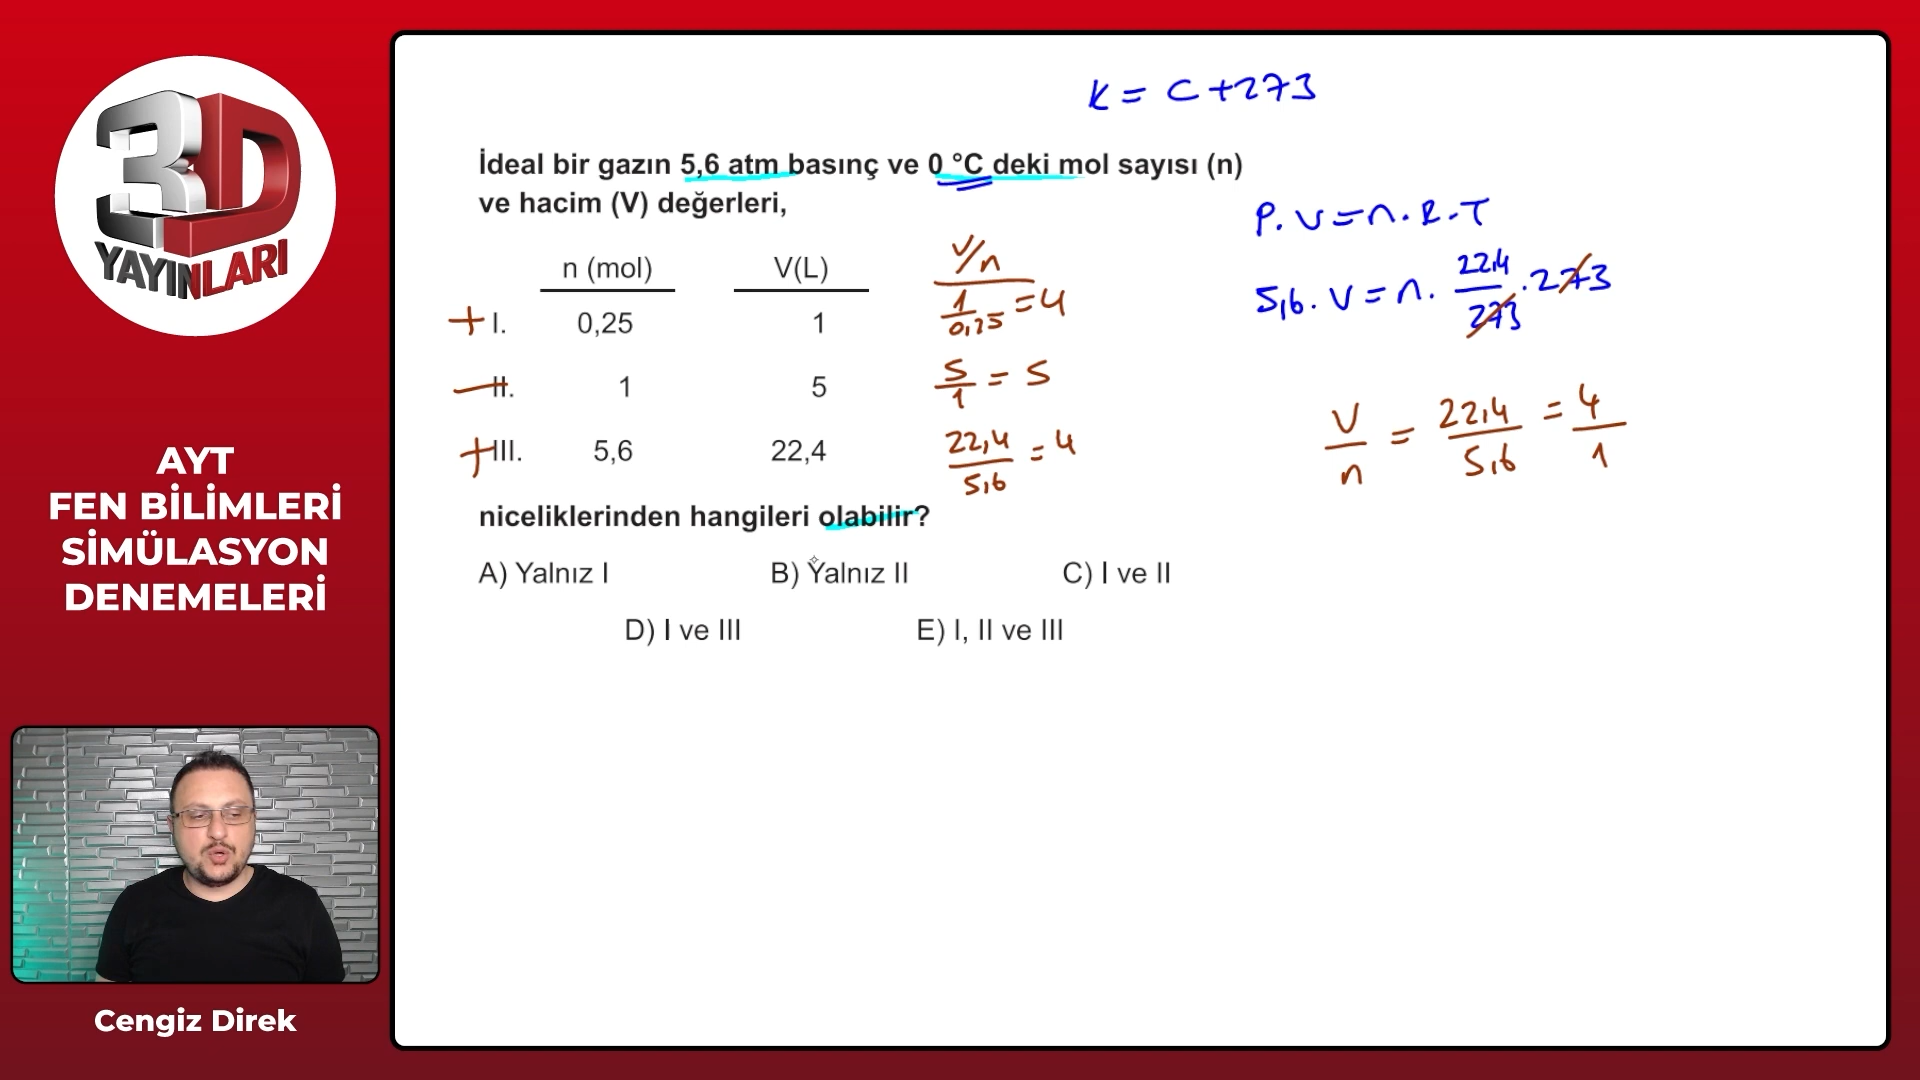 3D
YAYINLARI
AYT
FEN BİLİMLERİ
SİMÜLASYON
DENEMELERİ
Cengiz Direk
K = C+273
İdeal bir gazın 5,6 atm basınç ve 0 °C deki mol sayısı (n)
ve hacim (V) değerleri,
n (mol) V(L) V/n
+ I. 0,25 1 1/0,25 = 4
— II. 1 5 5/1 = 5
+ III. 5,6 22,4 22,4/5,6 = 4
niceliklerinden hangileri olabilir?
A) Yalnız I B) Yalnız II C) I ve II
D) I ve III E) I, II ve III
P.V=n.R.T
5,6.V=n.22,4/273.273
V/n = 22,4/5,6 = 4/1